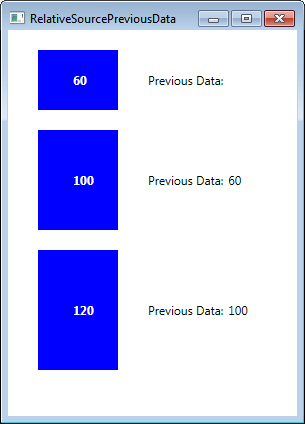 RelativeSourcePreviousData
60 Previous Data:
100 Previous Data: 60
120 Previous Data: 100